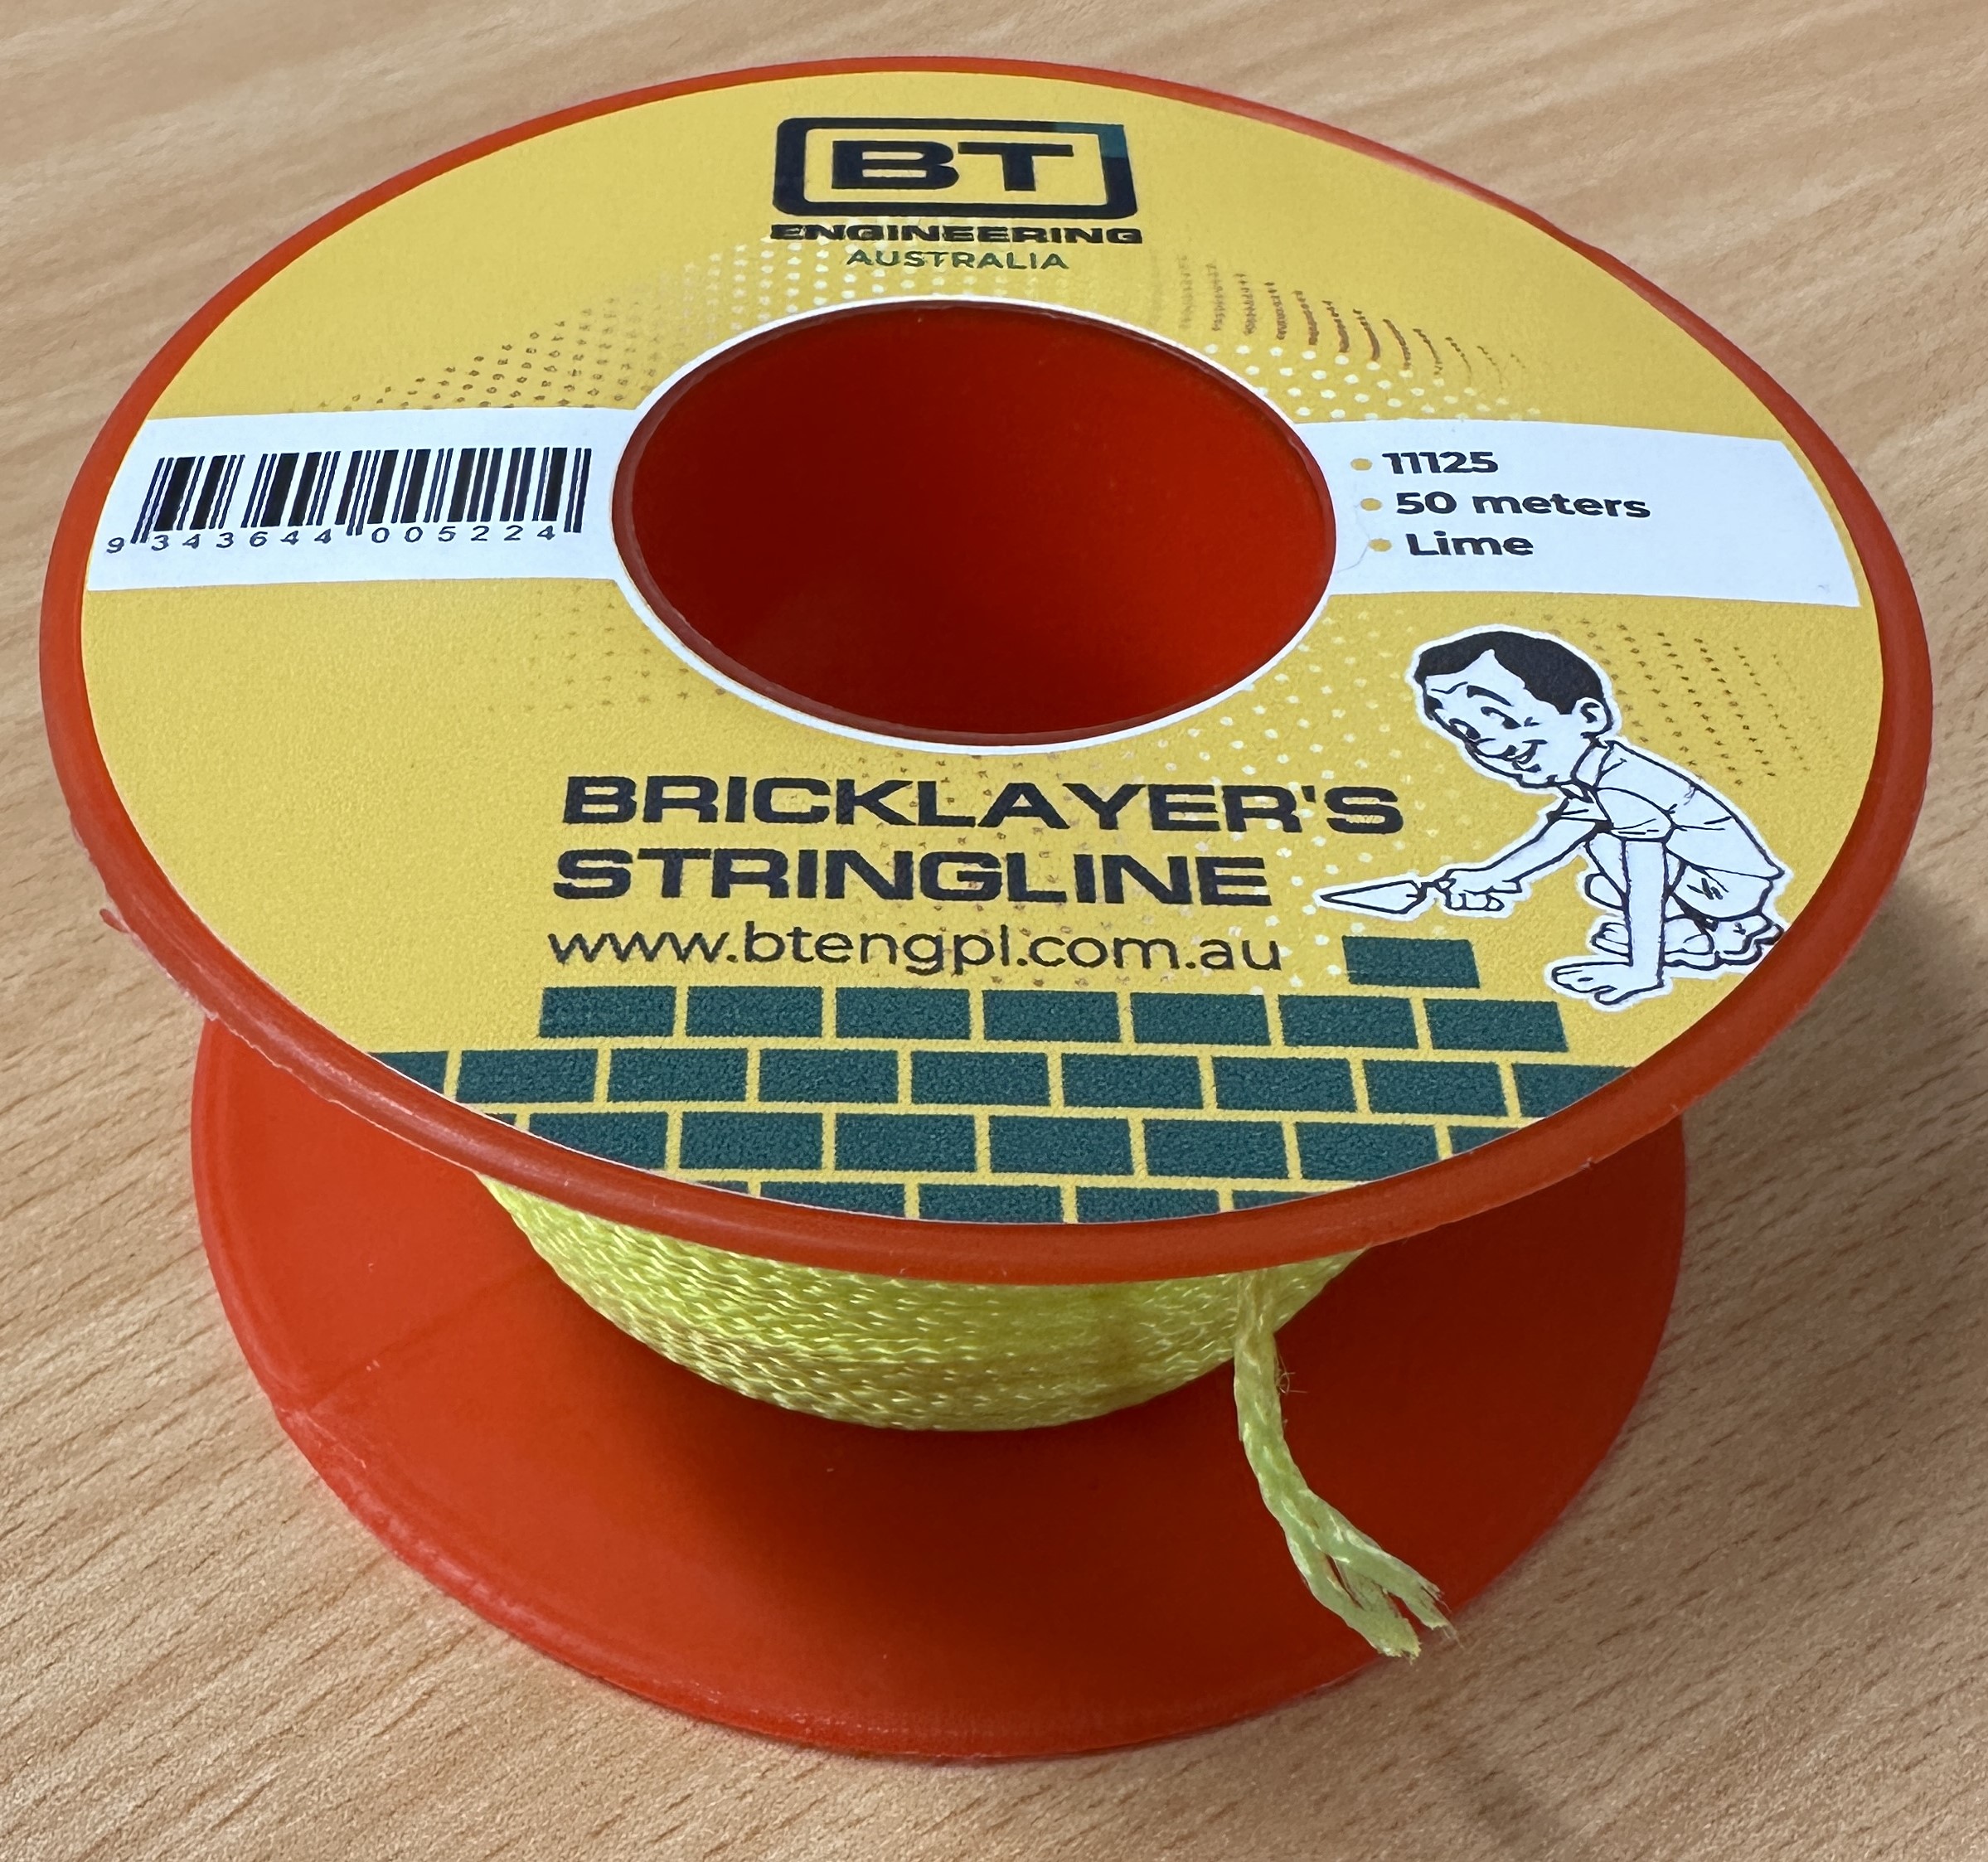 BT
ENGINEERING
AUSTRALIA
9 343644 005224
• 11125
• 50 meters
• Lime
BRICKLAYER'S
STRINGLINE
www.btengpl.com.au